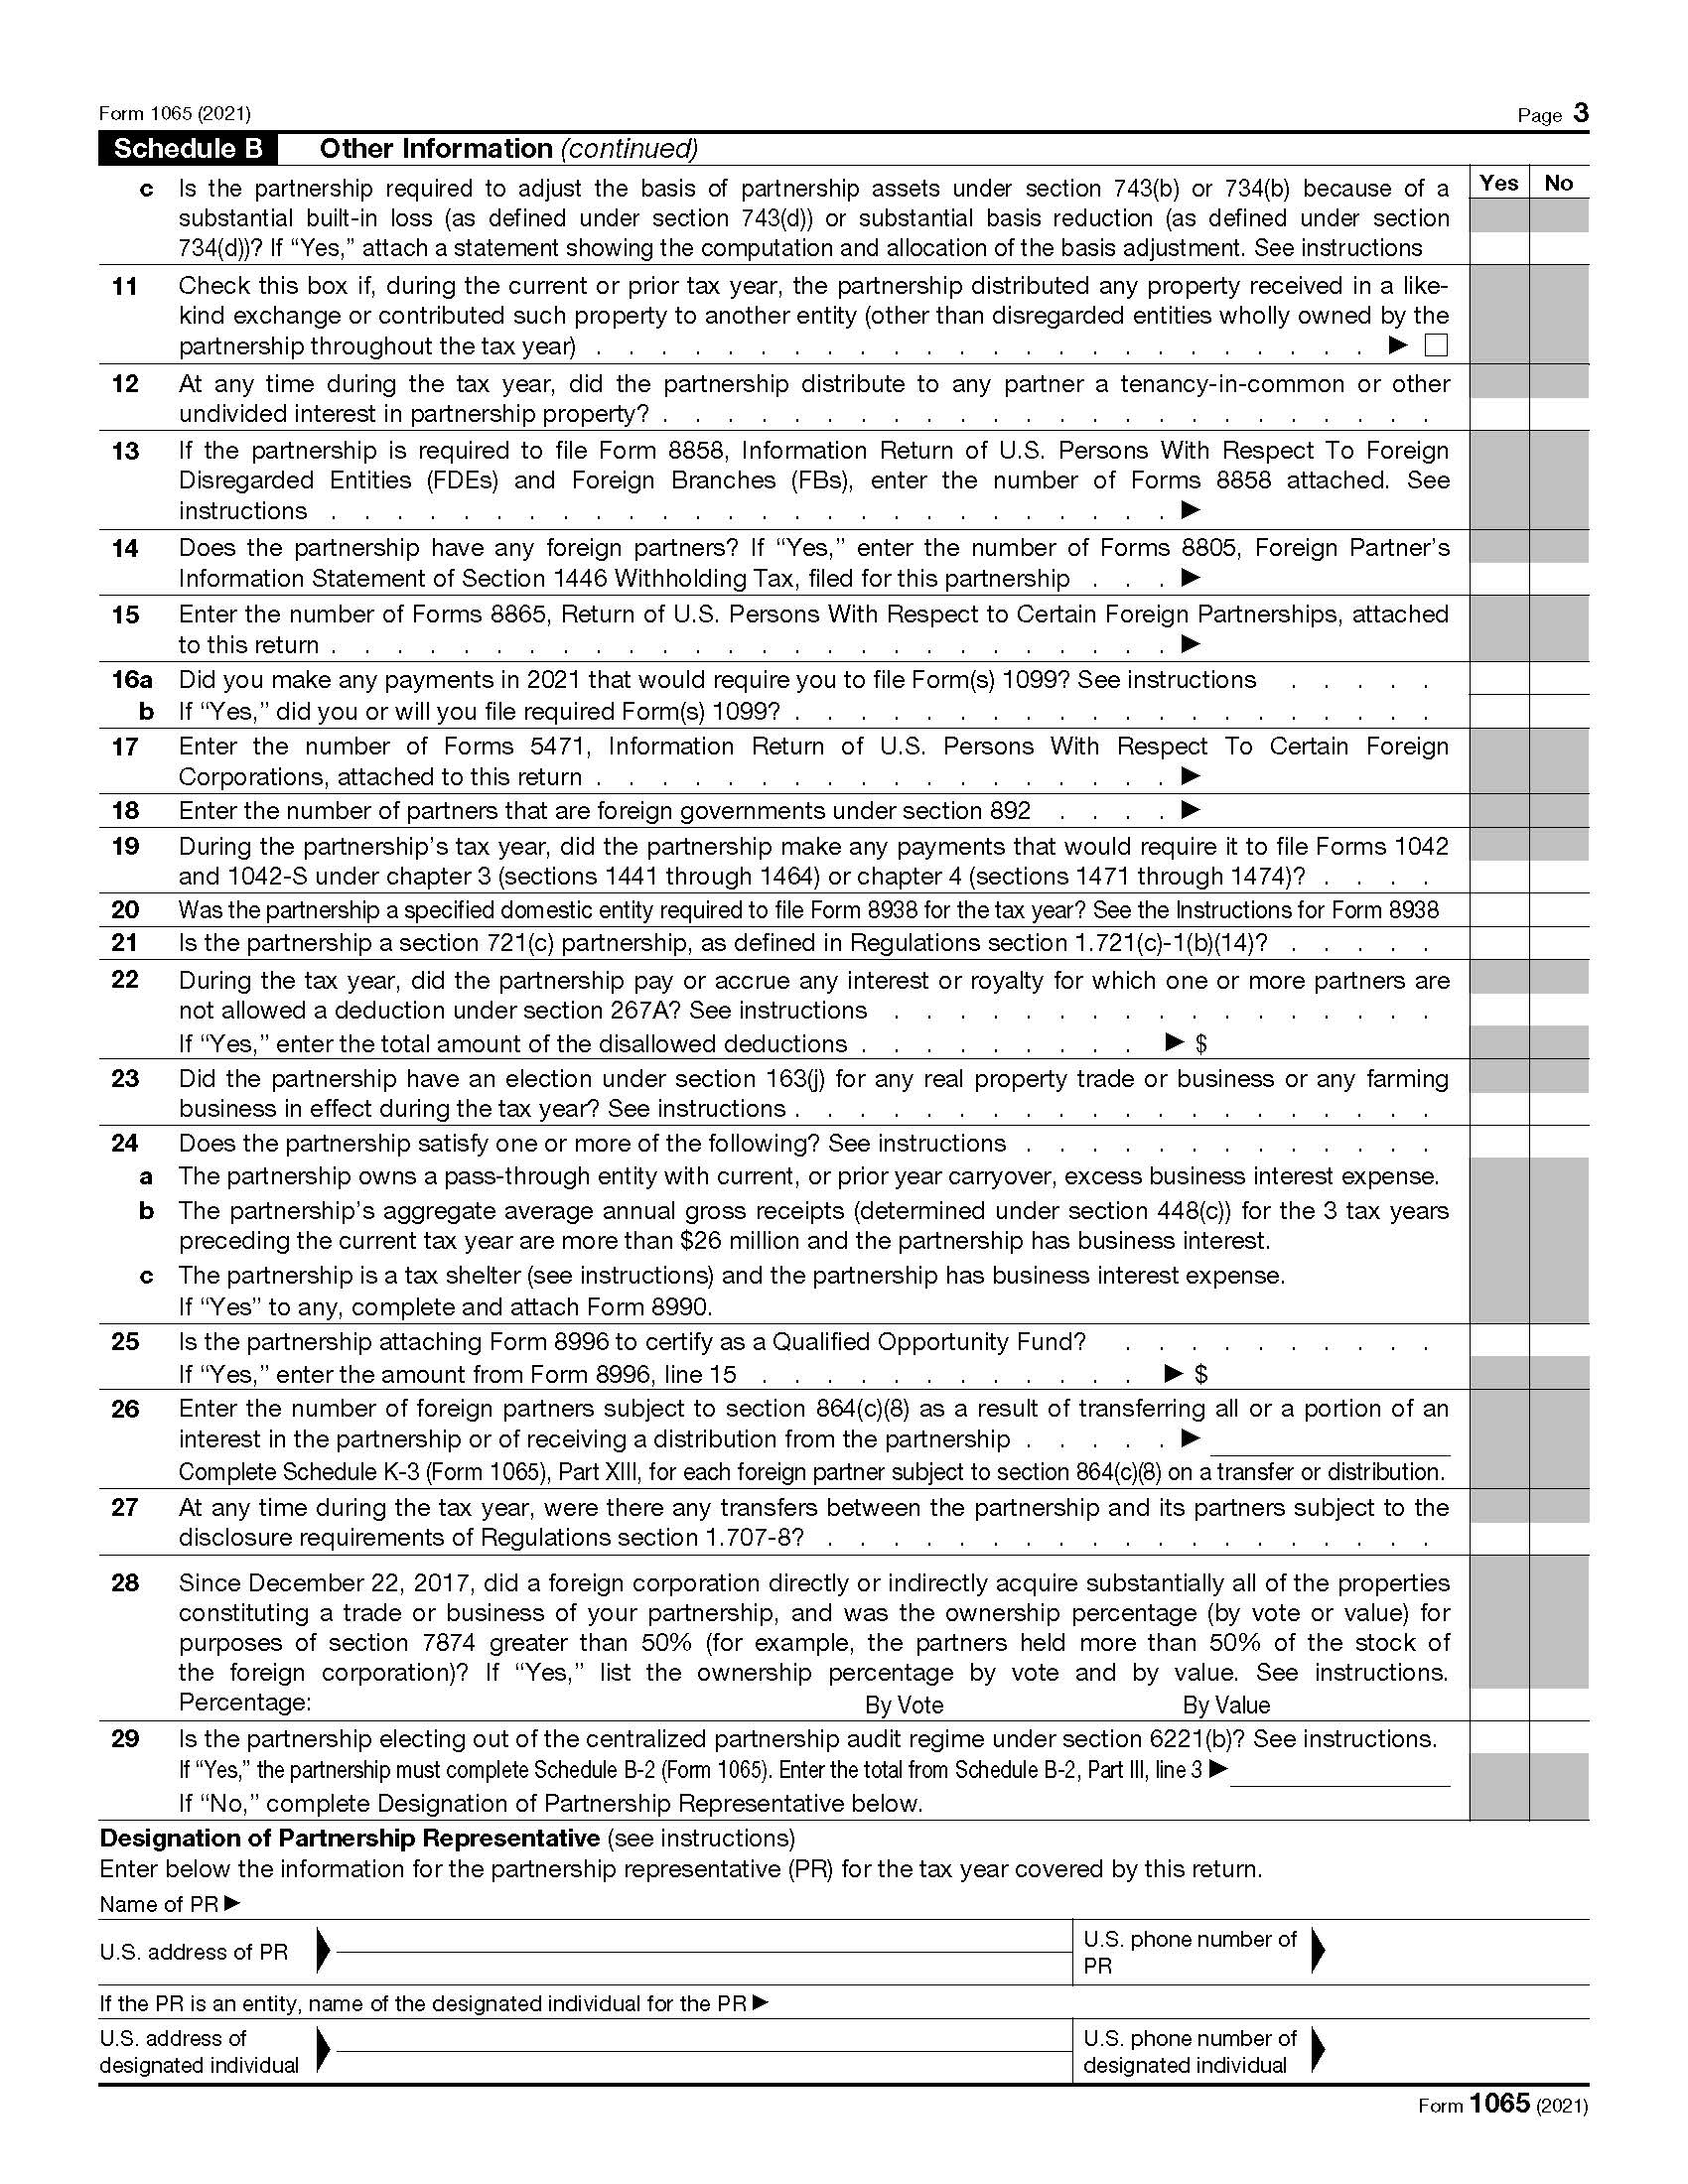 Form 1065 (2021) Page 3
Schedule B Other Information (continued)
Yes No
c Is the partnership required to adjust the basis of partnership assets under section 743(b) or 734(b) because of a
substantial built-in loss (as defined under section 743(d)) or substantial basis reduction (as defined under section
734(d))? If “Yes,” attach a statement showing the computation and allocation of the basis adjustment. See instructions
11 Check this box if, during the current or prior tax year, the partnership distributed any property received in a like-
kind exchange or contributed such property to another entity (other than disregarded entities wholly owned by the
partnership throughout the tax year) . . . . . . . . . . . . . . . . . . . . . . . . ▶ ☐
12 At any time during the tax year, did the partnership distribute to any partner a tenancy-in-common or other
undivided interest in partnership property? . . . . . . . . . . . . . . . . . . . . . . . .
13 If the partnership is required to file Form 8858, Information Return of U.S. Persons With Respect To Foreign
Disregarded Entities (FDEs) and Foreign Branches (FBs), enter the number of Forms 8858 attached. See
instructions . . . . . . . . . . . . . . . . . . . . . . . . . . ▶
14 Does the partnership have any foreign partners? If “Yes,” enter the number of Forms 8805, Foreign Partner’s
Information Statement of Section 1446 Withholding Tax, filed for this partnership . . . ▶
15 Enter the number of Forms 8865, Return of U.S. Persons With Respect to Certain Foreign Partnerships, attached
to this return . . . . . . . . . . . . . . . . . . . . . . . . . . ▶
16a Did you make any payments in 2021 that would require you to file Form(s) 1099? See instructions . . . . .
b If “Yes,” did you or will you file required Form(s) 1099? . . . . . . . . . . . . . . . . . . . .
17 Enter the number of Forms 5471, Information Return of U.S. Persons With Respect To Certain Foreign
Corporations, attached to this return . . . . . . . . . . . . . . . . . . ▶
18 Enter the number of partners that are foreign governments under section 892 . . . . ▶
19 During the partnership’s tax year, did the partnership make any payments that would require it to file Forms 1042
and 1042-S under chapter 3 (sections 1441 through 1464) or chapter 4 (sections 1471 through 1474)? . . . .
20 Was the partnership a specified domestic entity required to file Form 8938 for the tax year? See the Instructions for Form 8938
21 Is the partnership a section 721(c) partnership, as defined in Regulations section 1.721(c)-1(b)(14)? . . . . .
22 During the tax year, did the partnership pay or accrue any interest or royalty for which one or more partners are
not allowed a deduction under section 267A? See instructions . . . . . . . . . . . . . . . . .
If “Yes,” enter the total amount of the disallowed deductions . . . . . . . . . ▶ $
23 Did the partnership have an election under section 163(j) for any real property trade or business or any farming
business in effect during the tax year? See instructions . . . . . . . . . . . . . . . . . . . .
24 Does the partnership satisfy one or more of the following? See instructions . . . . . . . . . . . . .
a The partnership owns a pass-through entity with current, or prior year carryover, excess business interest expense.
b The partnership’s aggregate average annual gross receipts (determined under section 448(c)) for the 3 tax years
preceding the current tax year are more than $26 million and the partnership has business interest.
c The partnership is a tax shelter (see instructions) and the partnership has business interest expense.
If “Yes” to any, complete and attach Form 8990.
25 Is the partnership attaching Form 8996 to certify as a Qualified Opportunity Fund? . . . . . . . . . .
If “Yes,” enter the amount from Form 8996, line 15 . . . . . . . . . . . . ▶ $
26 Enter the number of foreign partners subject to section 864(c)(8) as a result of transferring all or a portion of an
interest in the partnership or of receiving a distribution from the partnership . . . . . ▶
Complete Schedule K-3 (Form 1065), Part XIII, for each foreign partner subject to section 864(c)(8) on a transfer or distribution.
27 At any time during the tax year, were there any transfers between the partnership and its partners subject to the
disclosure requirements of Regulations section 1.707-8? . . . . . . . . . . . . . . . . . . .
28 Since December 22, 2017, did a foreign corporation directly or indirectly acquire substantially all of the properties
constituting a trade or business of your partnership, and was the ownership percentage (by vote or value) for
purposes of section 7874 greater than 50% (for example, the partners held more than 50% of the stock of
the foreign corporation)? If “Yes,” list the ownership percentage by vote and by value. See instructions.
Percentage: By Vote By Value
29 Is the partnership electing out of the centralized partnership audit regime under section 6221(b)? See instructions.
If “Yes,” the partnership must complete Schedule B-2 (Form 1065). Enter the total from Schedule B-2, Part III, line 3 ▶
If “No,” complete Designation of Partnership Representative below.
Designation of Partnership Representative (see instructions)
Enter below the information for the partnership representative (PR) for the tax year covered by this return.
Name of PR ▶
U.S. address of PR
U.S. phone number of
PR
If the PR is an entity, name of the designated individual for the PR ▶
U.S. address of
designated individual
U.S. phone number of
designated individual
Form 1065 (2021)